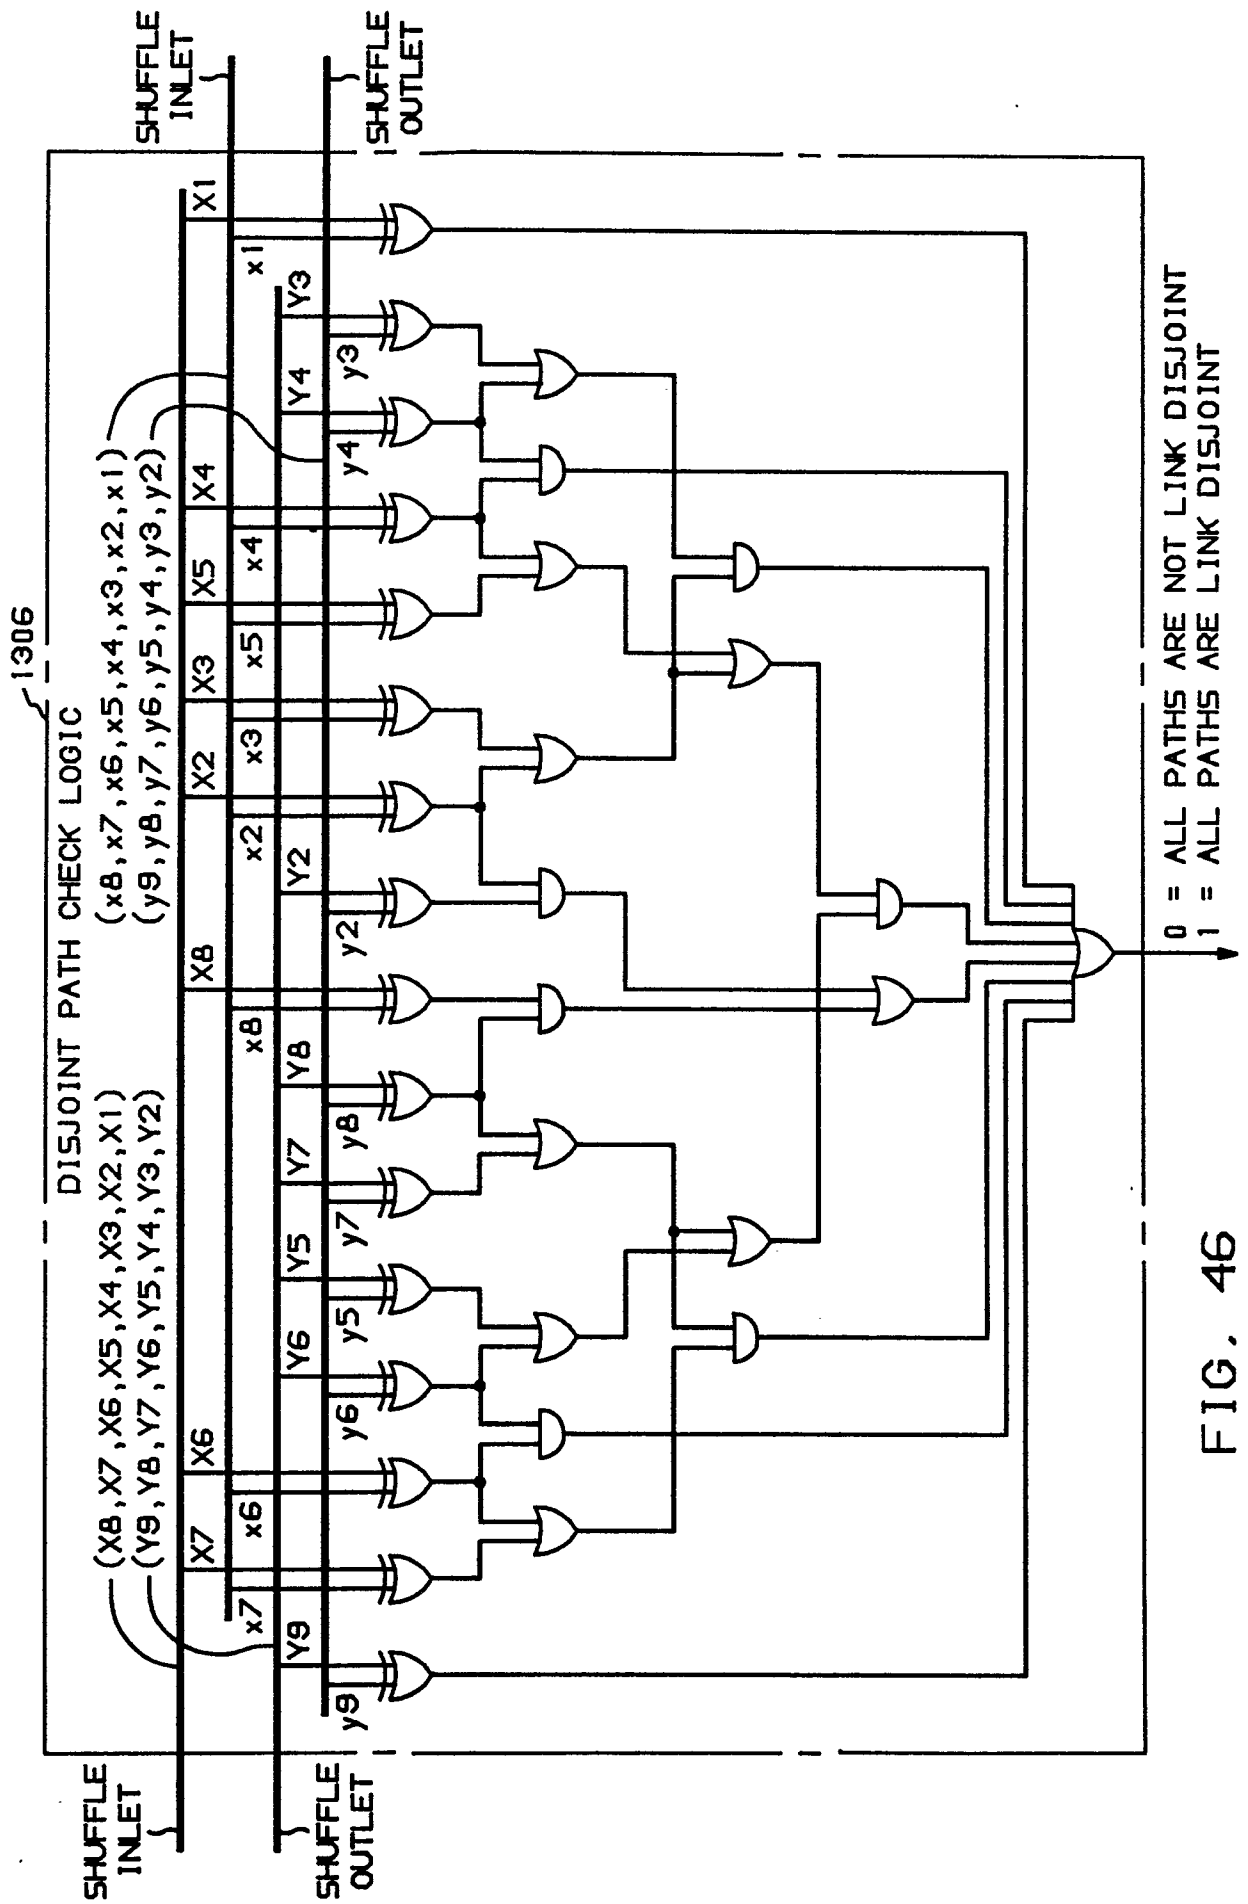 1306
DISJOINT PATH CHECK LOGIC
SHUFFLE
INLET
(X8,X7,X6,X5,X4,X3,X2,X1)
(Y9,Y8,Y7,Y6,Y5,Y4,Y3,Y2)
(x8,x7,x6,x5,x4,x3,x2,x1)
(y9,y8,y7,y6,y5,y4,y3,y2)
SHUFFLE
INLET
X7 X6 X8 X2 X3 X5 X4 X1
x7 x6 x8 x2 x3 x5 x4 x1
SHUFFLE
OUTLET
Y9 Y6 Y5 Y7 Y8 Y2 Y4 Y3
y9 y6 y5 y7 y8 y2 y4 y3
SHUFFLE
OUTLET
0 = ALL PATHS ARE NOT LINK DISJOINT
1 = ALL PATHS ARE LINK DISJOINT
FIG. 46